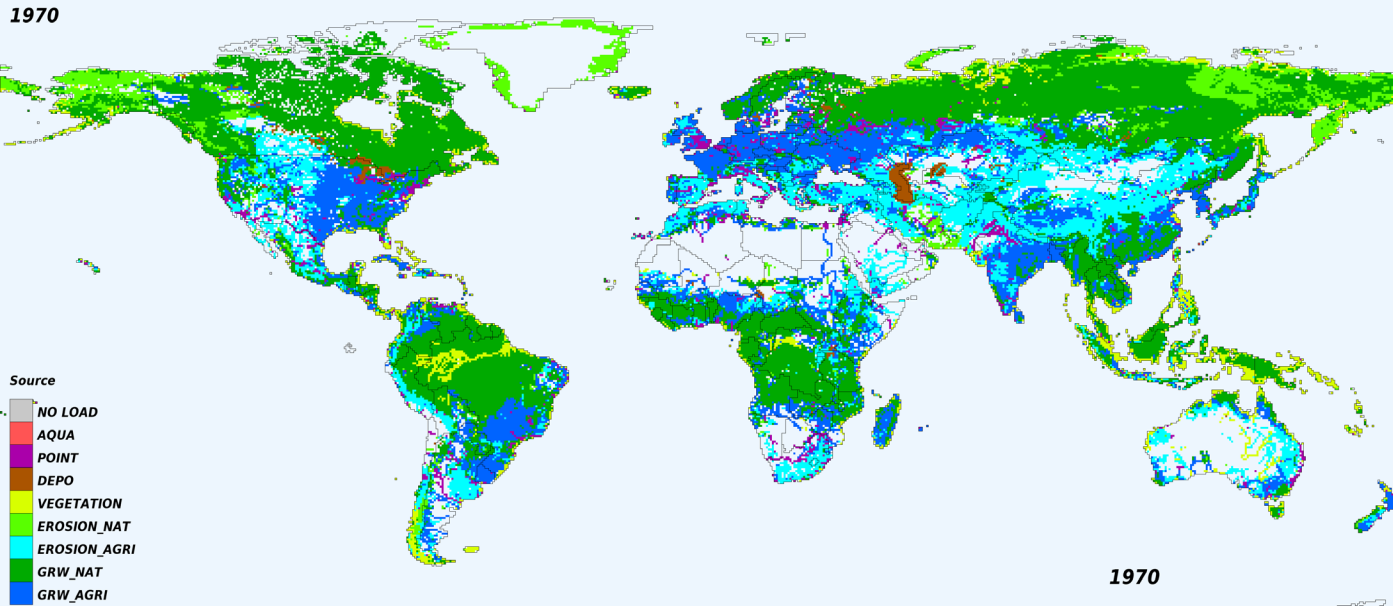 1970
Source
NO LOAD
AQUA
POINT
DEPO
VEGETATION
EROSION_NAT
EROSION_AGRI
GRW_NAT
GRW_AGRI
1970